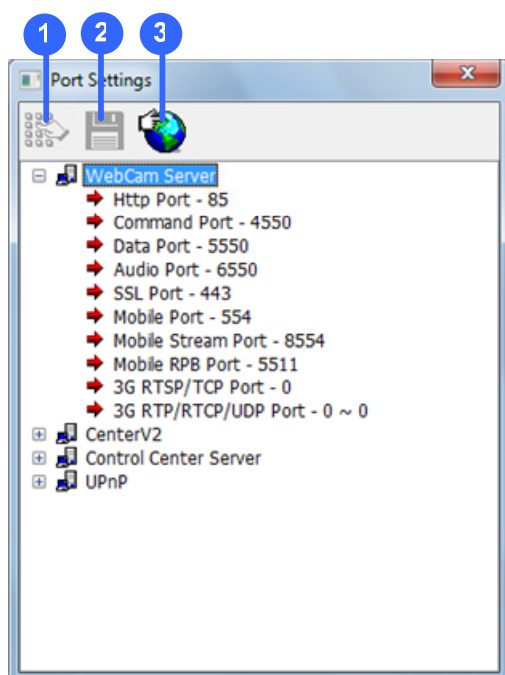 1 2 3
Port Settings
WebCam Server
Http Port - 85
Command Port - 4550
Data Port - 5550
Audio Port - 6550
SSL Port - 443
Mobile Port - 554
Mobile Stream Port - 8554
Mobile RPB Port - 5511
3G RTSP/TCP Port - 0
3G RTP/RTCP/UDP Port - 0 ~ 0
CenterV2
Control Center Server
UPnP